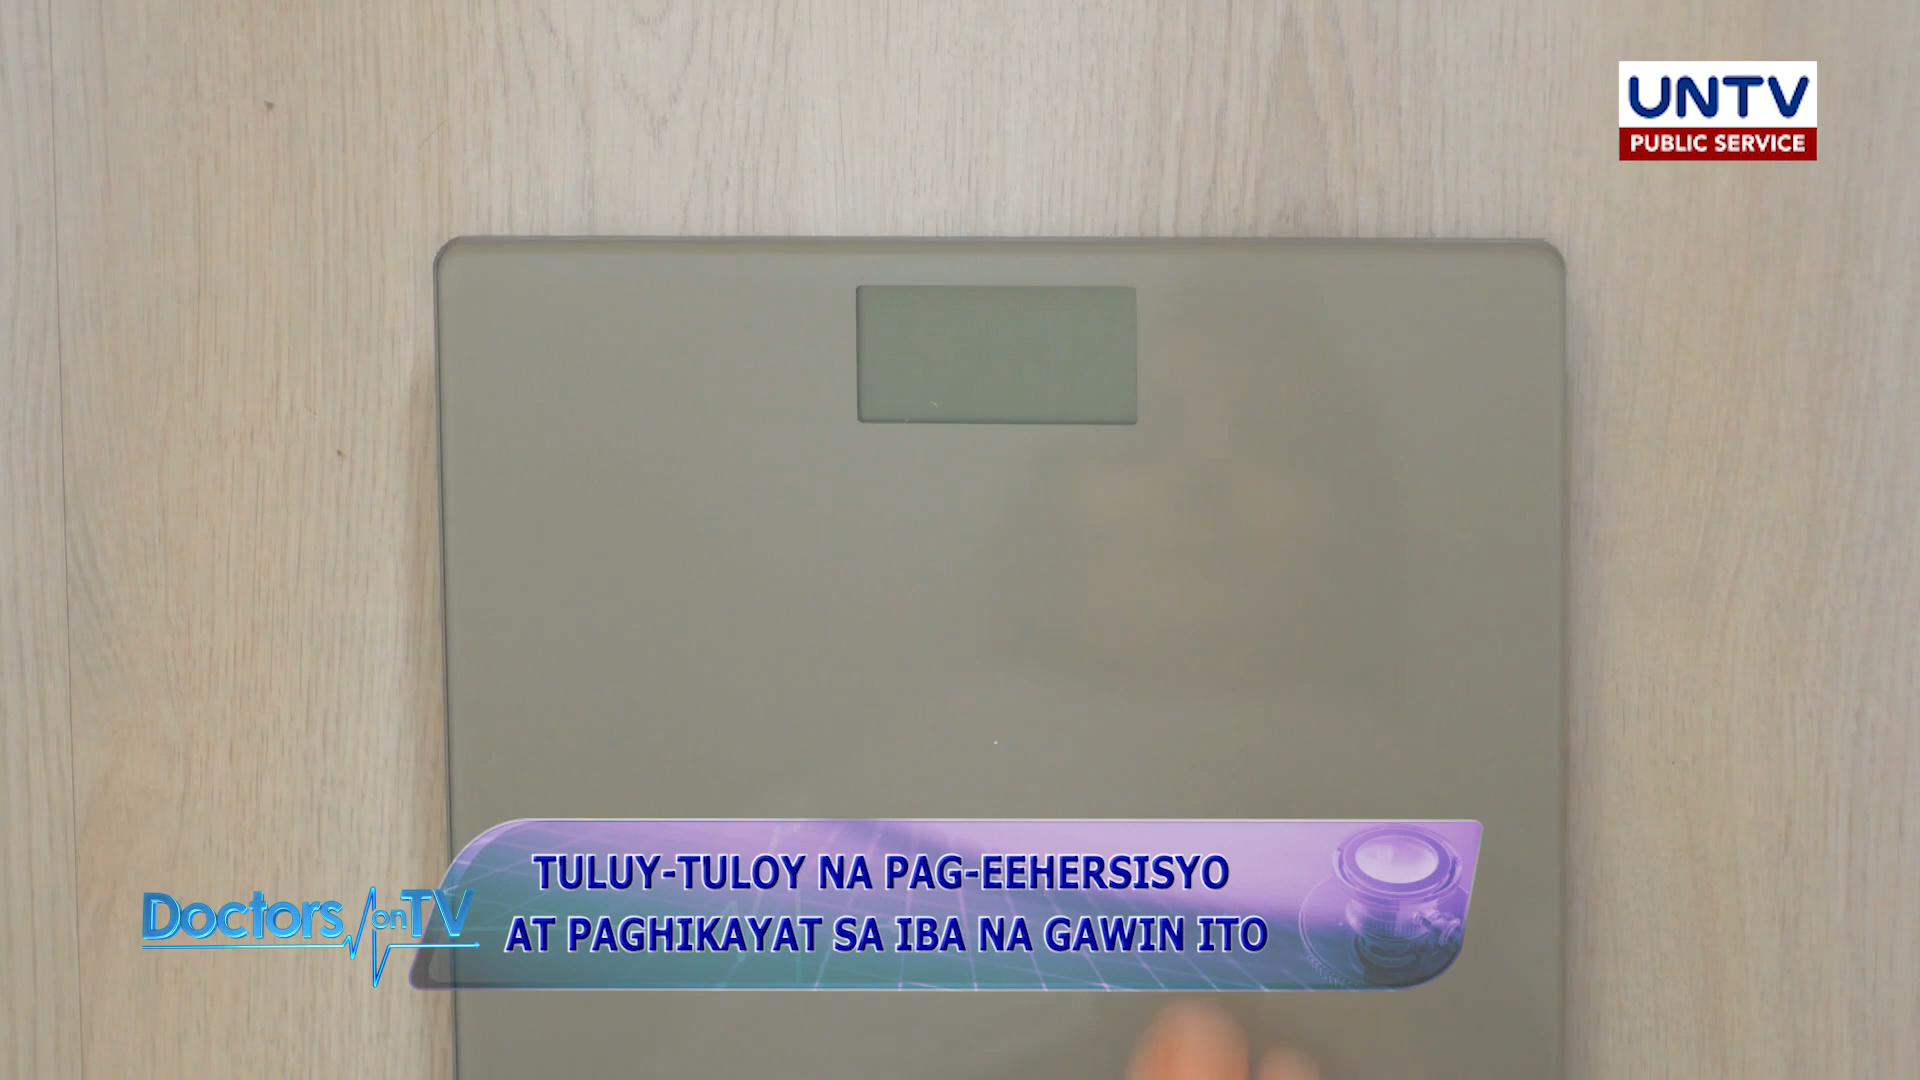 UNTV
PUBLIC SERVICE
TULUY-TULOY NA PAG-EEHERSISYO
Doctors on TV
AT PAGHIKAYAT SA IBA NA GAWIN ITO